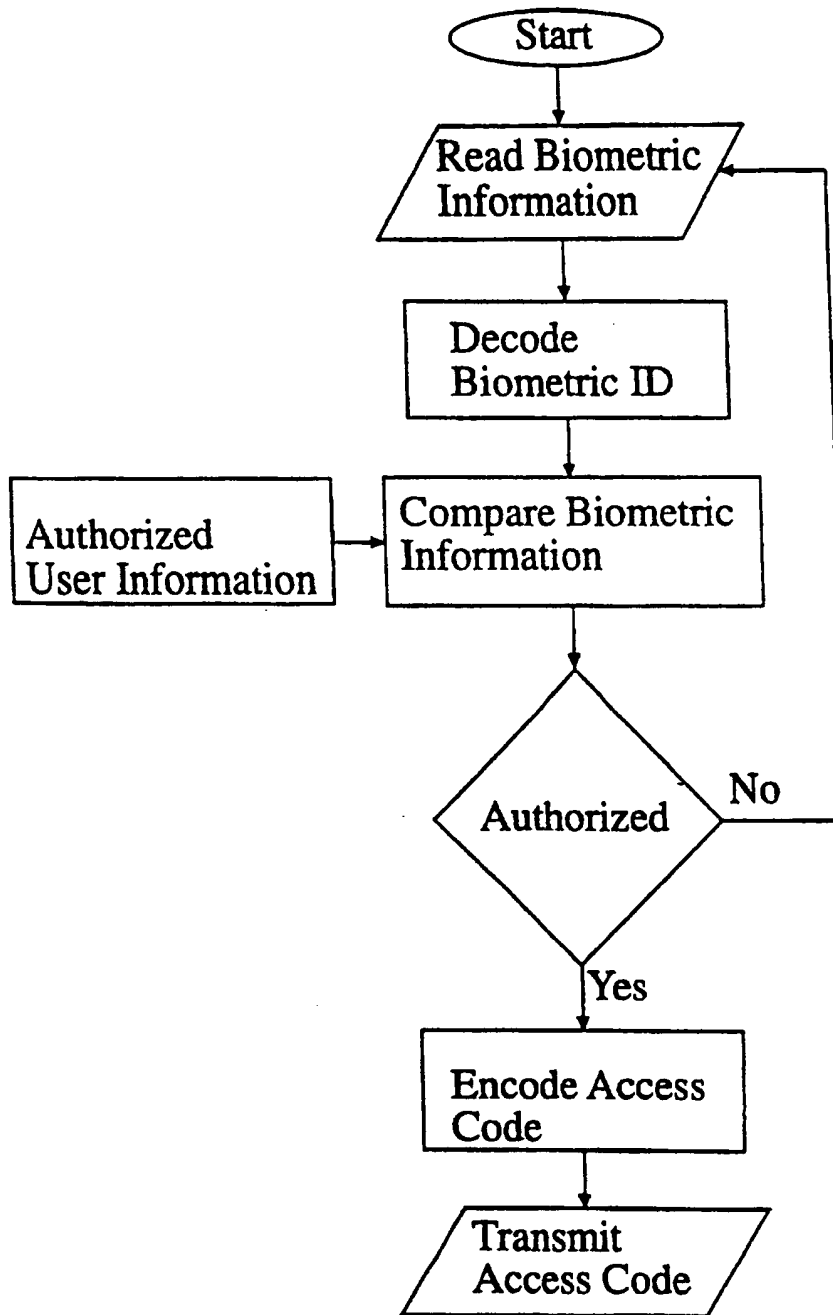 Start
Read Biometric
Information
Decode
Biometric ID
Authorized
User Information
Compare Biometric
Information
Authorized
No
Yes
Encode Access
Code
Transmit
Access Code